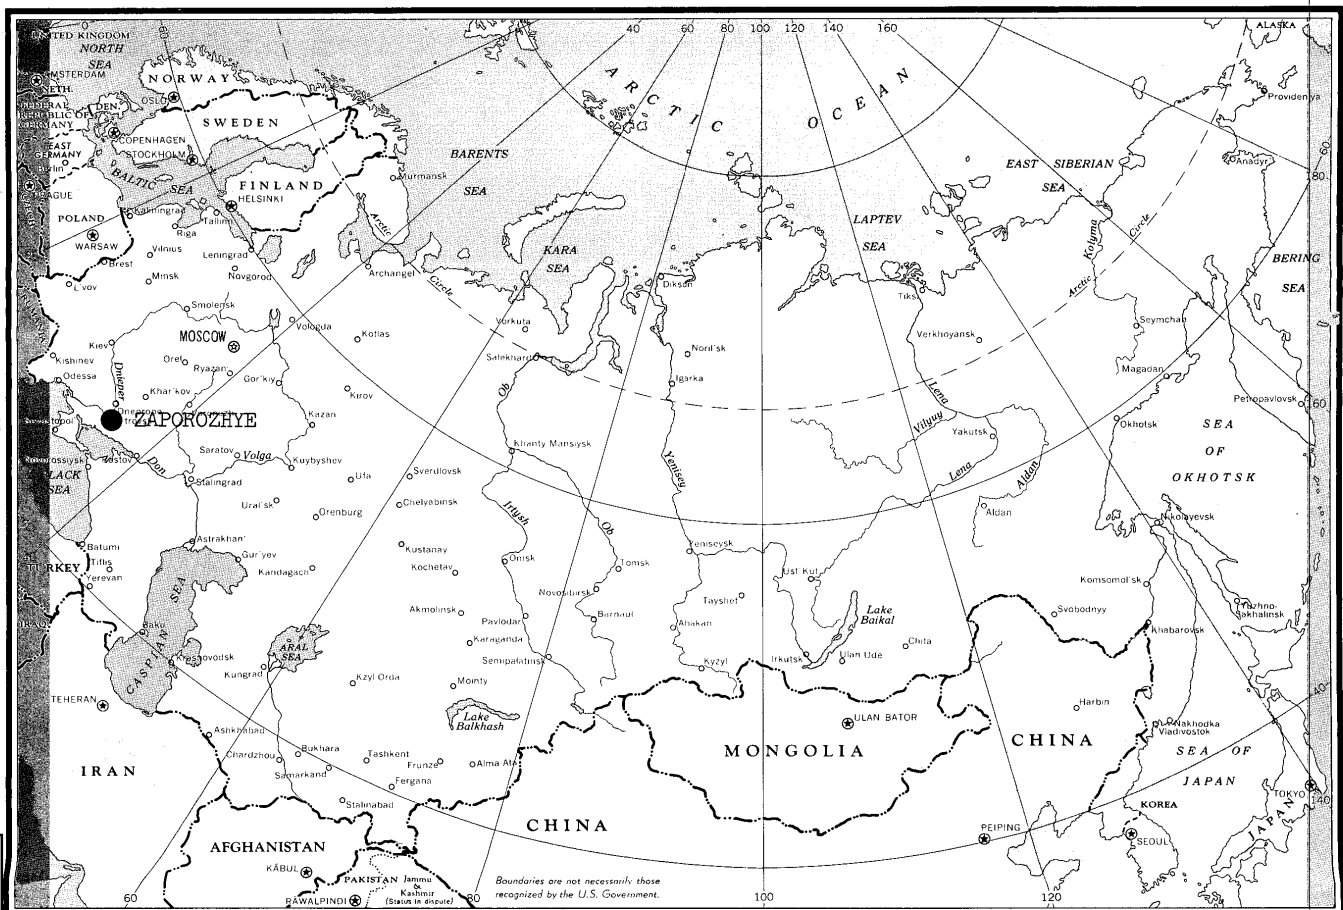 UNITED KINGDOM
NORTH
SEA
AMSTERDAM
NETH.
FEDERAL
REPUBLIC OF
GERMANY
DEN.
EAST
GERMANY
Berlin
PRAGUE
NORWAY
OSLO
SWEDEN
COPENHAGEN
STOCKHOLM
BALTIC
SEA
FINLAND
HELSINKI
POLAND
WARSAW
Kaliningrad
Tallinn
Riga
Vilnius
Brest
Minsk
L'vov
Leningrad
Novgorod
Murmansk
Archangel
Arctic
Circle
60
0
40
60
80
100
120
140
160
ARCTIC OCEAN
BARENTS
SEA
KARA
SEA
LAPTEV
SEA
EAST SIBERIAN
SEA
ALASKA
Provideniya
Anadyr
60
180
BERING
SEA
Arctic
Circle
Kolyma
Smolensk
MOSCOW
Vologda
Kotlas
Vorkuta
Salekhard
Dikson
Noril'sk
Igarka
Tiksi
Verkhoyansk
Seymchan
Magadan
Okhotsk
Petropavlovsk
160
SEA
OF
OKHOTSK
Kiev
Kishinev
Odessa
Dnieper
Orel
Ryazan
Gor'kiy
Khar'kov
Kirov
Kazan
ZAPOROZHYE
Rostov
Don
Saratov
Volga
Kuybyshev
Stalingrad
BLACK
SEA
Ufa
Sverdlovsk
Chelyabinsk
Ural'sk
Orenburg
Ob
Khanty Mansiysk
Irtysh
Ob
Yenisey
Vilyuy
Lena
Yakutsk
Lena
Aldan
Aldan
Nikolayevsk
Batumi
Tiflis
Yerevan
TURKEY
IRAQ
Astrakhan'
Gur'yev
Kandagach
Kustanay
Kochetav
Omsk
Tomsk
Novosibirsk
Barnaul
Yeniseysk
Tayshet
Abakan
Kyzyl
Ust'Kut
Irkutsk
Ulan Ude
Lake
Baikal
Chita
Svobodnyy
Komsomol'sk
Khabarovsk
Yuzhno-
Sakhalinsk
Akmolinsk
Pavlodar
Karaganda
Semipalatinsk
Baku
CASPIAN
SEA
Krasnovodsk
ARAL
SEA
Kungrad
Kzyl Orda
Mointy
Lake
Balkhash
TEHERAN
IRAN
Ashkhabad
Chardzhou
Bukhara
Samarkand
Tashkent
Frunze
Alma Ata
Fergana
Stalinabad
MONGOLIA
ULAN BATOR
CHINA
Harbin
Nakhodka
Vladivostok
SEA OF
JAPAN
40
TOKYO
140
JAPAN
KOREA
SEOUL
PEIPING
CHINA
AFGHANISTAN
KĀBUL
PAKISTAN
Jammu
&
Kashmir
(Status in dispute)
RAWALPINDI
Boundaries are not necessarily those
recognized by the U.S. Government.
60
80
100
120